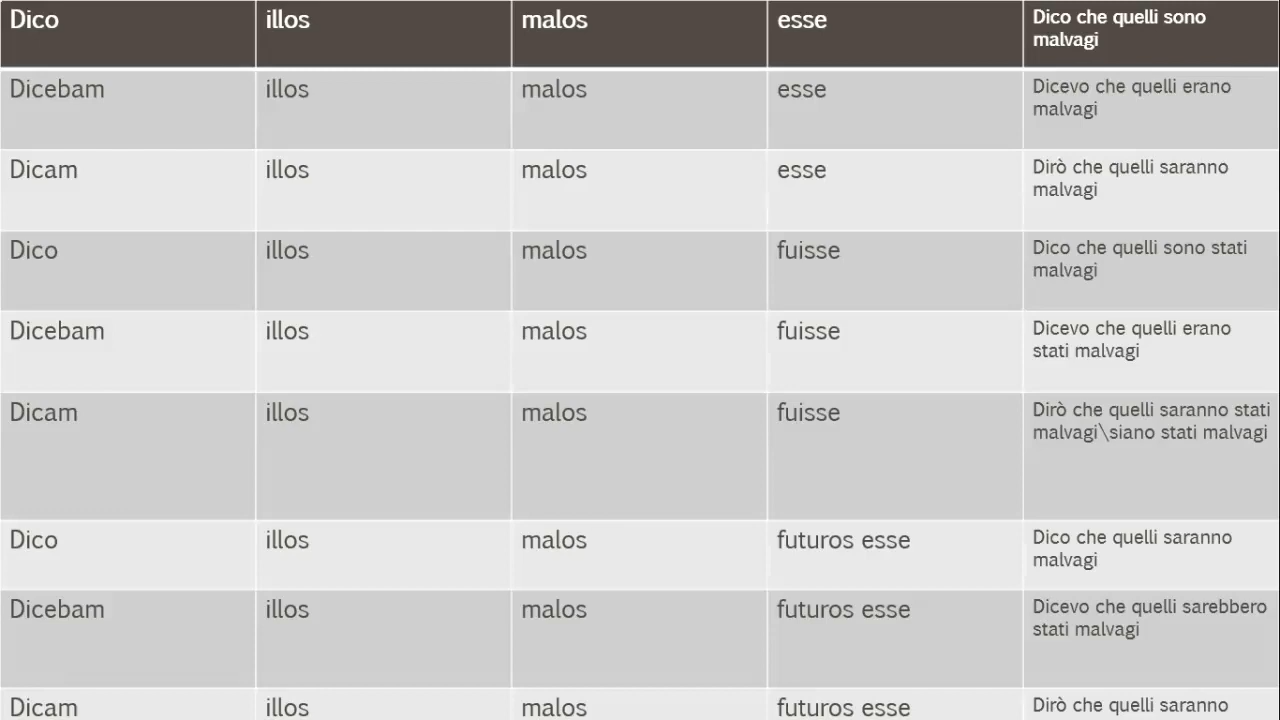 Dico illos malos esse Dico che quelli sono
malvagi
Dicebam illos malos esse Dicevo che quelli erano
malvagi
Dicam illos malos esse Dirò che quelli saranno
malvagi
Dico illos malos fuisse Dico che quelli sono stati
malvagi
Dicebam illos malos fuisse Dicevo che quelli erano
stati malvagi
Dicam illos malos fuisse Dirò che quelli saranno stati
malvagi\siano stati malvagi
Dico illos malos futuros esse Dico che quelli saranno
malvagi
Dicebam illos malos futuros esse Dicevo che quelli sarebbero
stati malvagi
Dicam illos malos futuros esse Dirò che quelli saranno